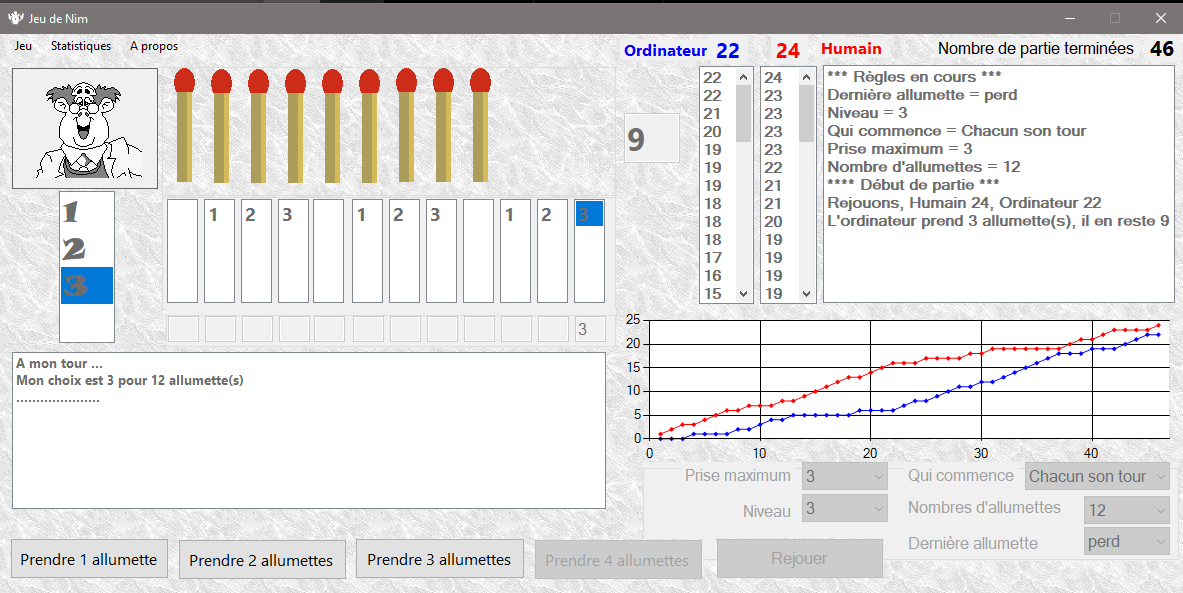 Jeu de Nim
Jeu Statistiques A propos
Ordinateur 22 24 Humain Nombre de partie terminées 46
9
22
22
21
20
19
19
19
18
18
18
17
16
15
24
23
23
23
23
22
21
21
20
19
19
19
19
*** Règles en cours ***
Dernière allumette = perd
Niveau = 3
Qui commence = Chacun son tour
Prise maximum = 3
Nombre d'allumettes = 12
**** Début de partie ***
Rejouons, Humain 24, Ordinateur 22
L'ordinateur prend 3 allumette(s), il en reste 9
1
2
3
1 2 3 1 2 3 1 2 3
3
A mon tour ...
Mon choix est 3 pour 12 allumette(s)
.....................
25
20
15
10
5
0
0 10 20 30 40
Prise maximum 3 Qui commence Chacun son tour
Niveau 3 Nombres d'allumettes 12
Dernière allumette perd
Prendre 1 allumette Prendre 2 allumettes Prendre 3 allumettes Prendre 4 allumettes Rejouer